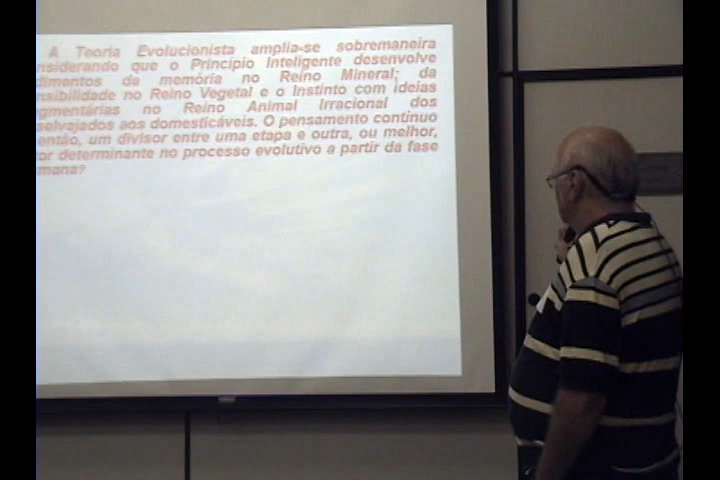 A Teoria Evolucionista amplia-se sobremaneira
nsiderando que o Princípio Inteligente desenvolve
dimentos da memória no Reino Mineral; da
nsibilidade no Reino Vegetal e o Instinto com ideias
gmentárias no Reino Animal Irracional dos
selvajados aos domesticáveis. O pensamento contínuo
então, um divisor entre uma etapa e outra, ou melhor,
or determinante no processo evolutivo a partir da fase
mana?